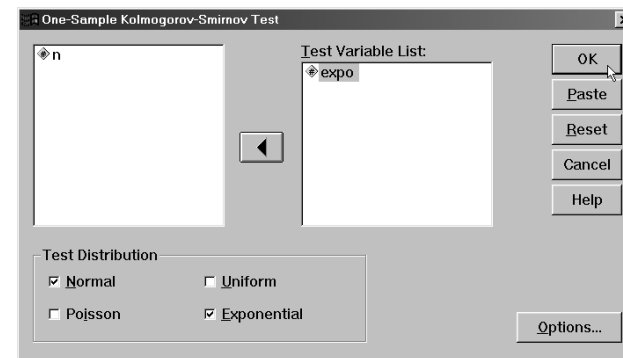 One-Sample Kolmogorov-Smirnov Test
n
Test Variable List:
expo
OK
Paste
Reset
Cancel
Help
Test Distribution
Normal
Uniform
Poisson
Exponential
Options...